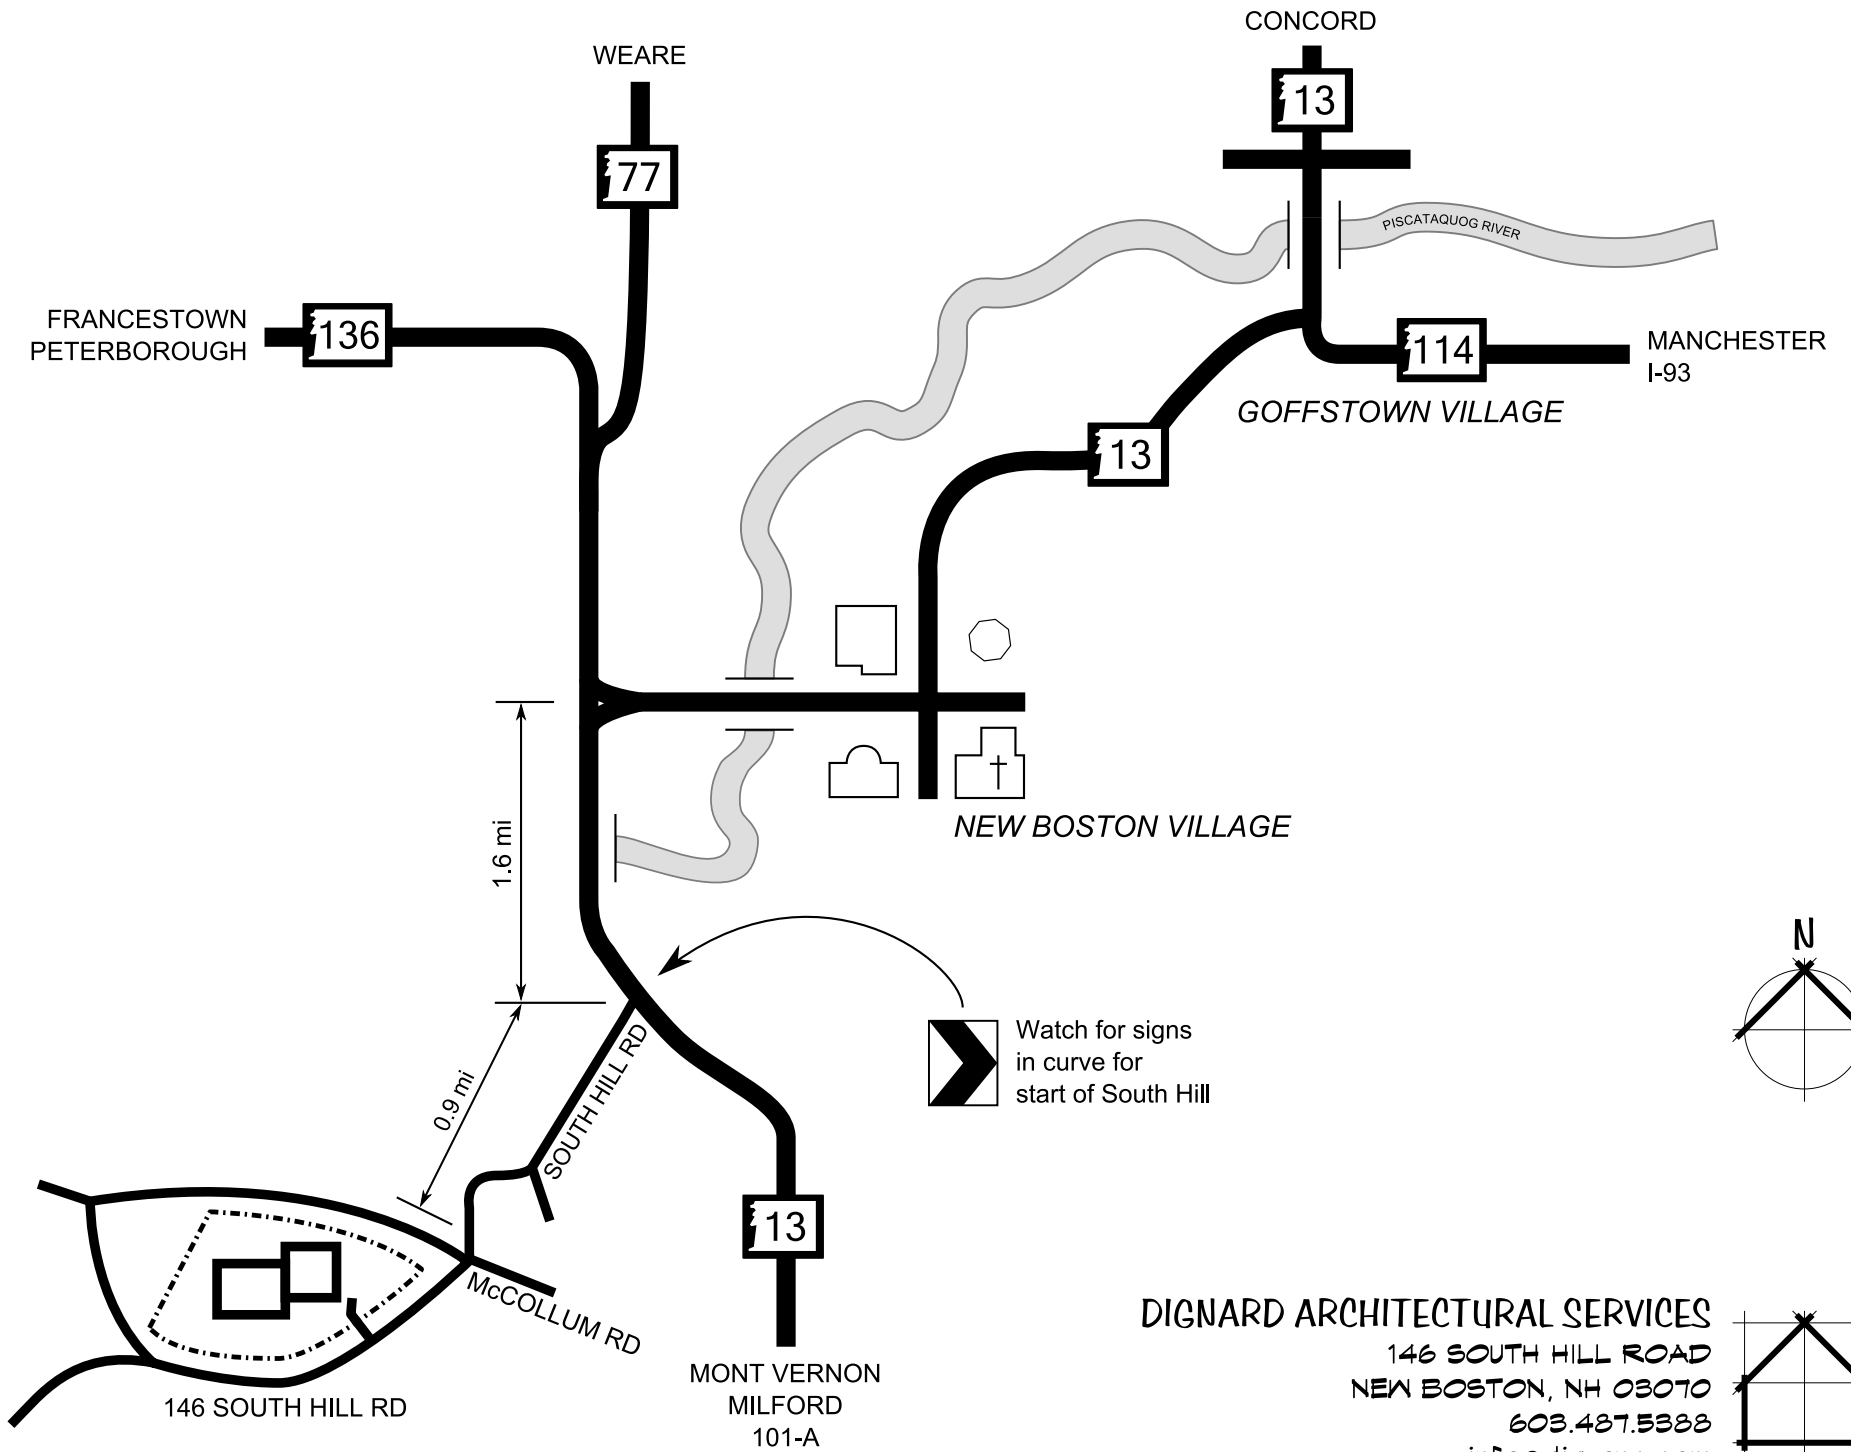 CONCORD
WEARE
13
77
PISCATAQUOG RIVER
FRANCESTOWN
PETERBOROUGH
136
114
MANCHESTER
I-93
GOFFSTOWN VILLAGE
13
1.6 mi
NEW BOSTON VILLAGE
N
Watch for signs
in curve for
start of South Hill
SOUTH HILL RD
0.9 mi
13
McCOLLUM RD
146 SOUTH HILL RD
MONT VERNON
MILFORD
101-A
DIGNARD ARCHITECTURAL SERVICES
146 SOUTH HILL ROAD
NEW BOSTON, NH 03070
603.487.5388